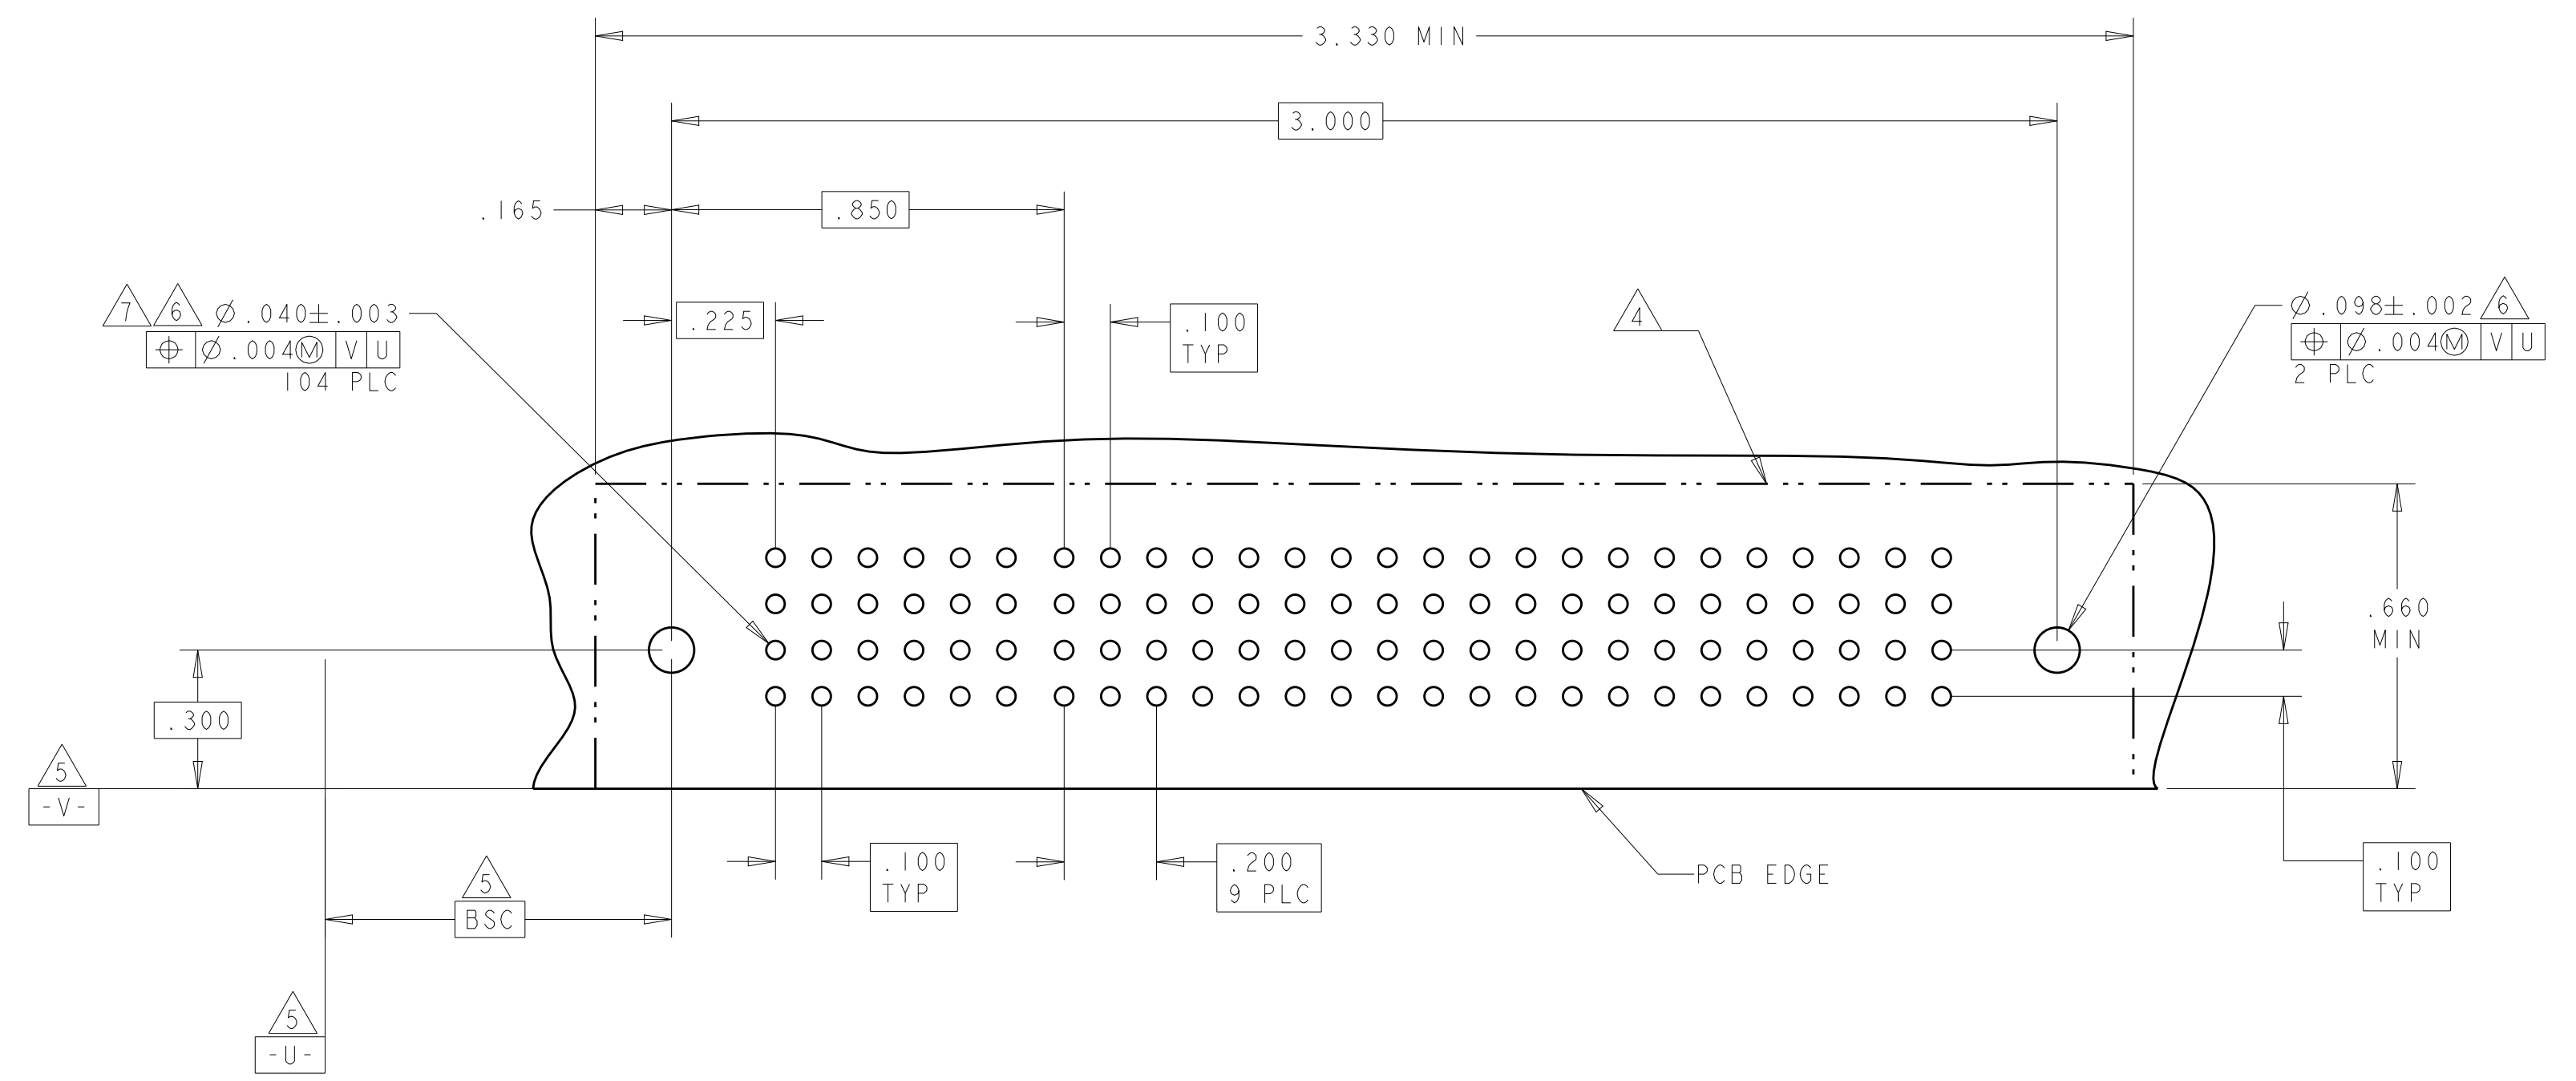 3.330 MIN
3.000
.165
.850
7 6 Ø.040±.003
⌖ Ø.004Ⓜ V U
104 PLC
.225
.100
TYP
4
Ø.098±.002 6
⌖ Ø.004Ⓜ V U
2 PLC
.660
MIN
.300
5
-V-
.100
TYP
.200
9 PLC
PCB EDGE
.100
TYP
5
BSC
5
-U-